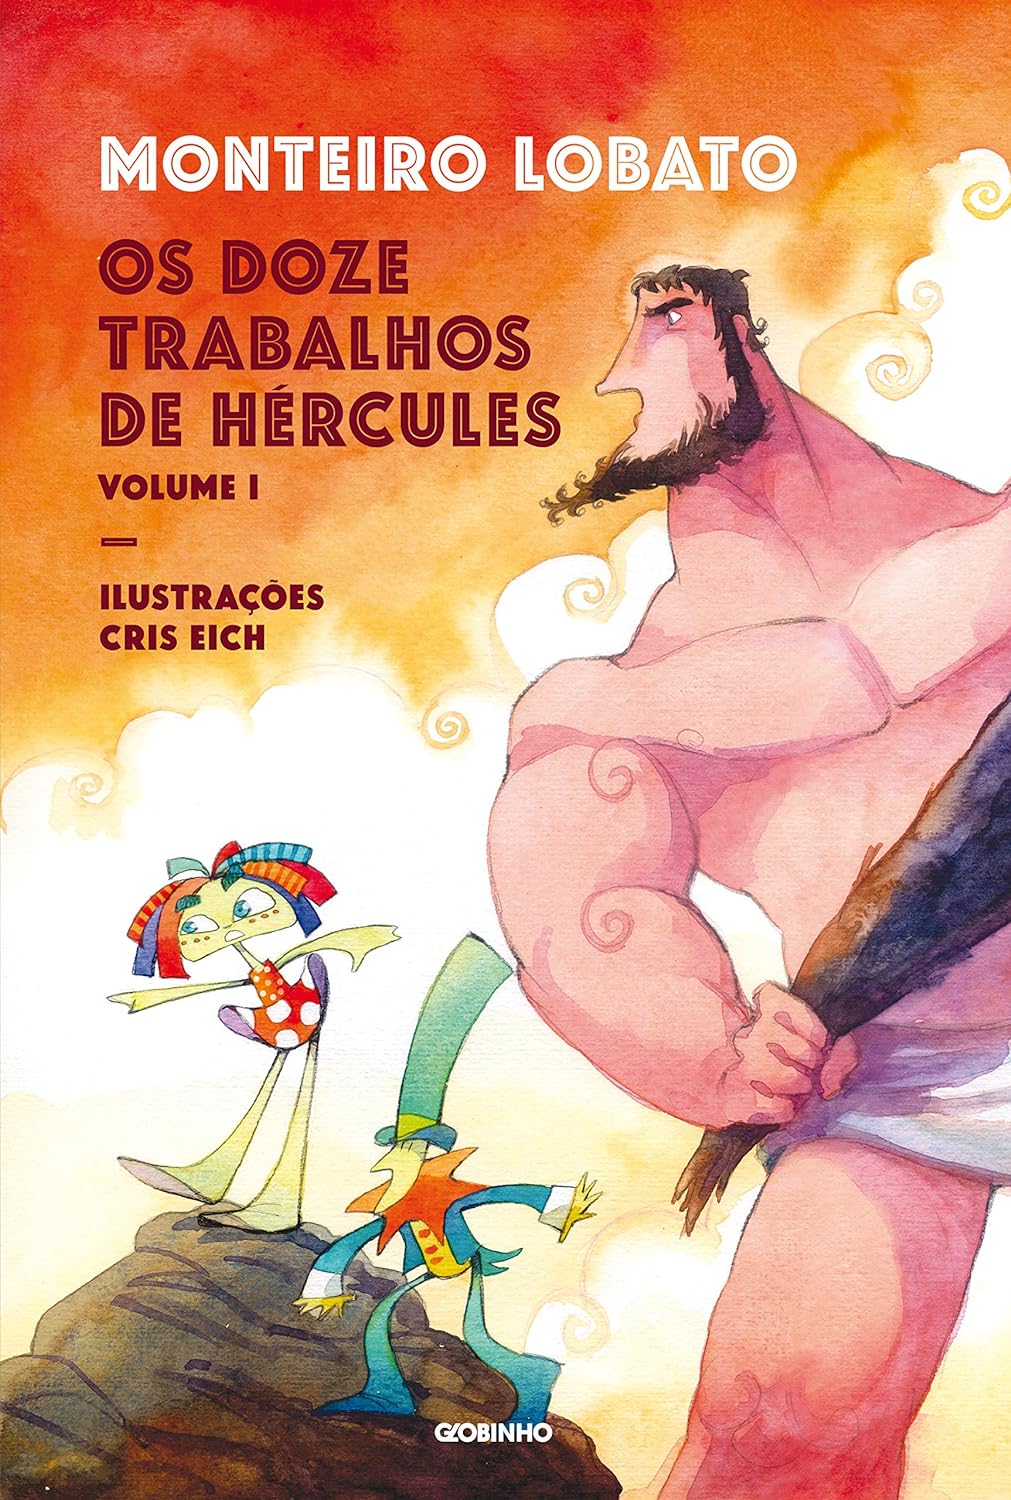 MONTEIRO LOBATO
OS DOZE
TRABALHOS
DE HÉRCULES
VOLUME I
ILUSTRAÇÕES
CRIS EICH
GLOBINHO